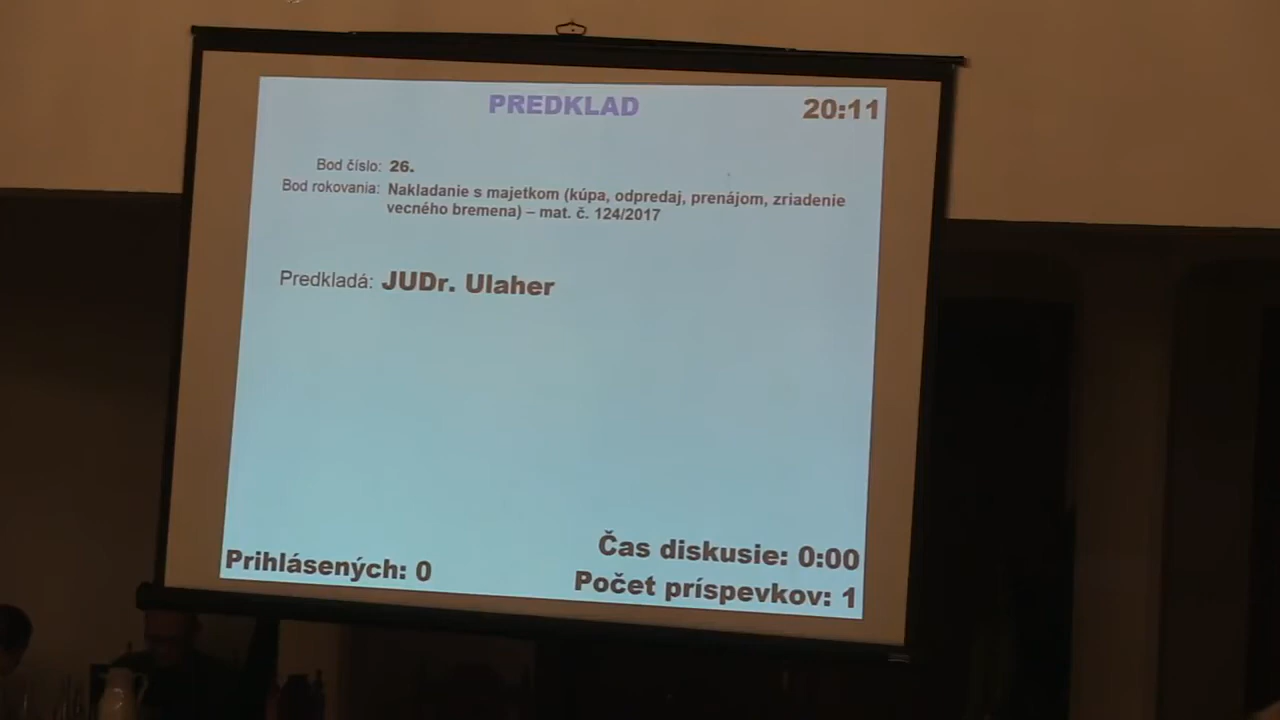 PREDKLAD
20:11
Bod číslo: 26.
Bod rokovania: Nakladanie s majetkom (kúpa, odpredaj, prenájom, zriadenie
vecného bremena) – mat. č. 124/2017
Predkladá: JUDr. Ulaher
Čas diskusie: 0:00
Prihlásených: 0
Počet príspevkov: 1